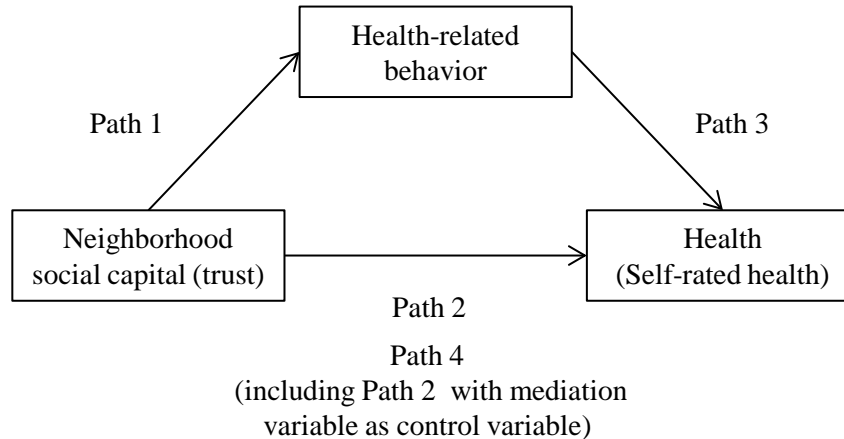 Health-related
behavior
Path 1
Path 3
Neighborhood
social capital (trust)
Health
(Self-rated health)
Path 2
Path 4
(including Path 2 with mediation
variable as control variable)